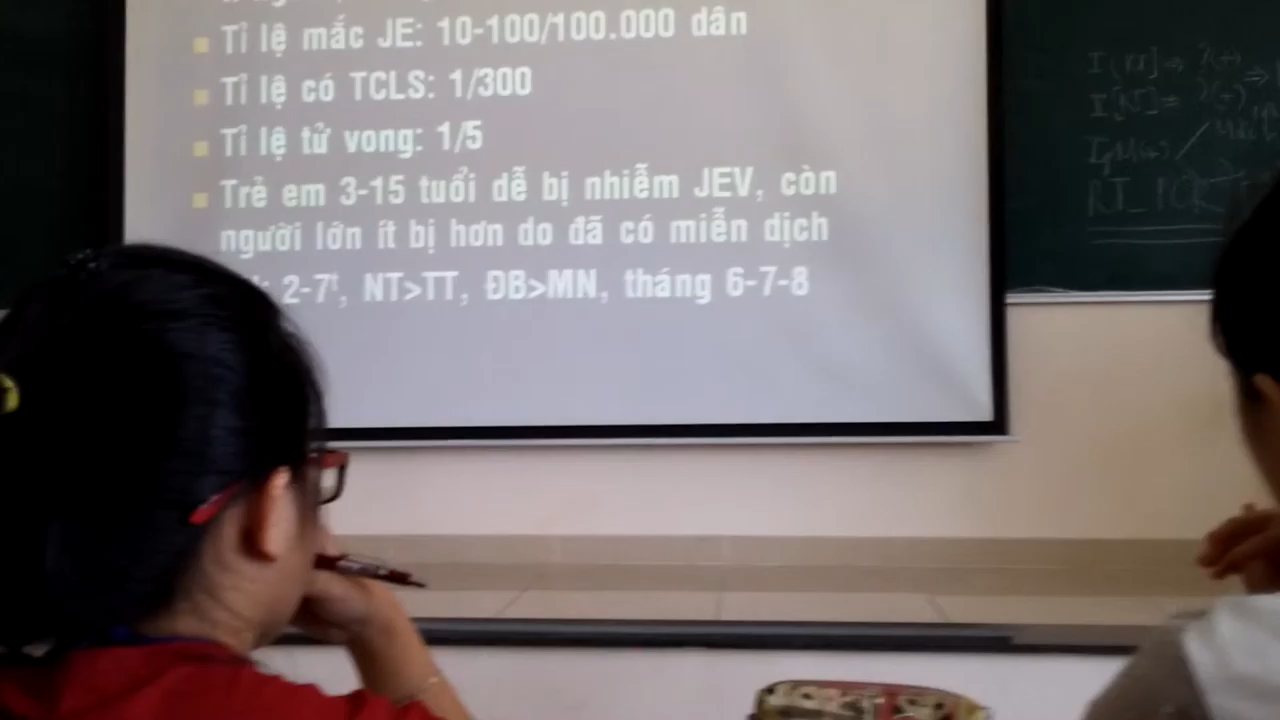 Tỉ lệ mắc JE: 10-100/100.000 dân
Tỉ lệ có TCLS: 1/300
Tỉ lệ tử vong: 1/5
Trẻ em 3-15 tuổi dễ bị nhiễm JEV, còn
người lớn ít bị hơn do đã có miễn dịch
: 2-7t, NT>TT, ĐB>MN, tháng 6-7-8